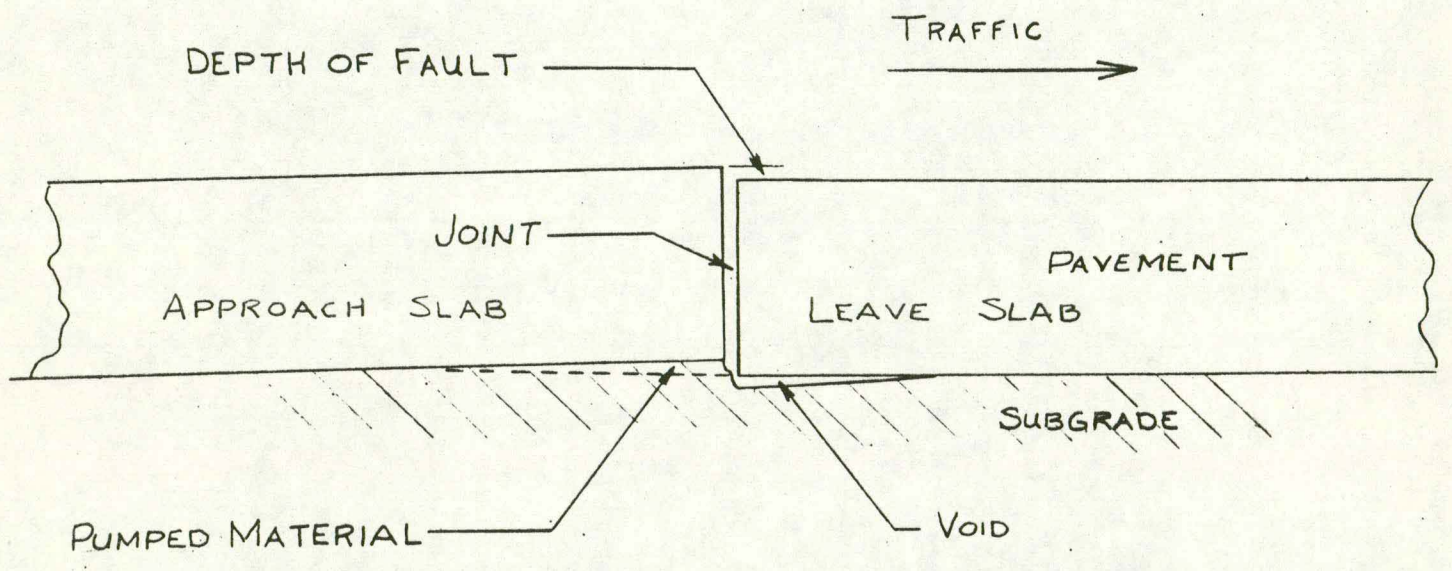 TRAFFIC
DEPTH OF FAULT
JOINT
PAVEMENT
APPROACH SLAB
LEAVE SLAB
SUBGRADE
PUMPED MATERIAL
VOID